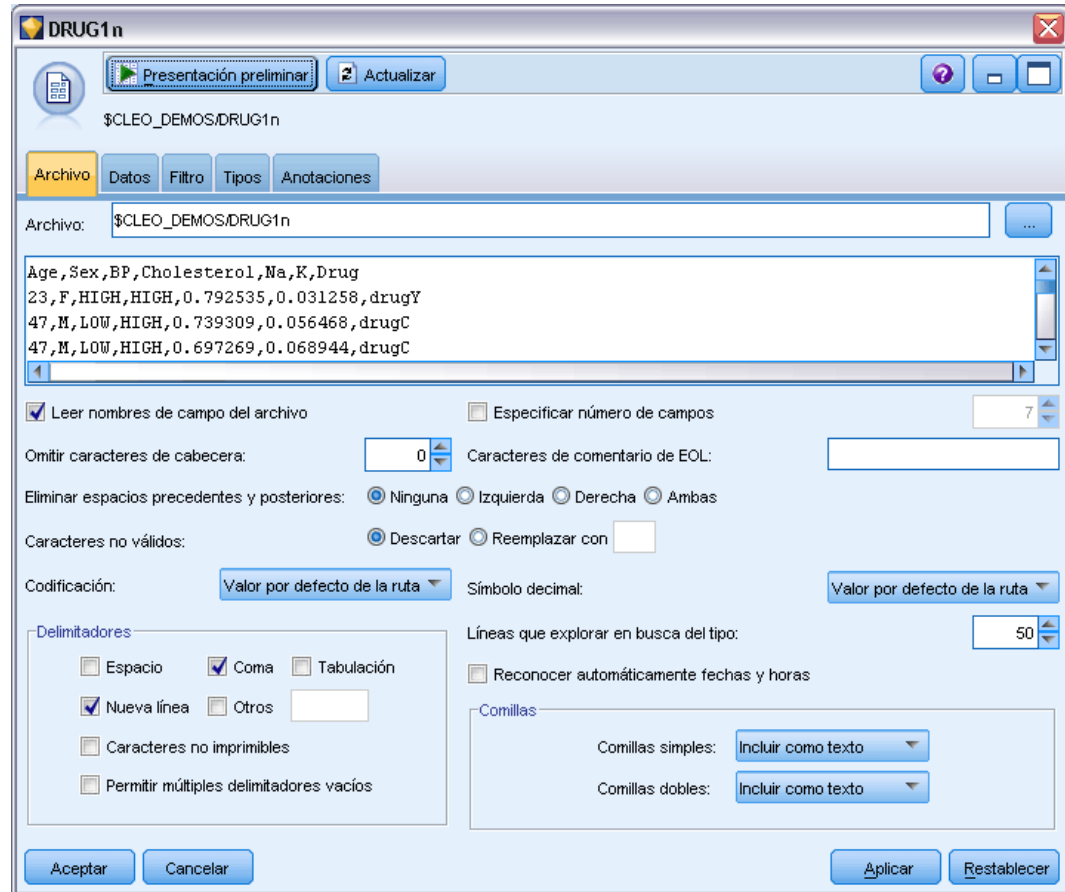 DRUG1n
Presentación preliminar Actualizar
$CLEO_DEMOS/DRUG1n
Archivo Datos Filtro Tipos Anotaciones
Archivo: $CLEO_DEMOS/DRUG1n ...
Age,Sex,BP,Cholesterol,Na,K,Drug
23,F,HIGH,HIGH,0.792535,0.031258,drugY
47,M,LOW,HIGH,0.739309,0.056468,drugC
47,M,LOW,HIGH,0.697269,0.068944,drugC
Leer nombres de campo del archivo Especificar número de campos 7
Omitir caracteres de cabecera: 0 Caracteres de comentario de EOL:
Eliminar espacios precedentes y posteriores: Ninguna Izquierda Derecha Ambas
Caracteres no válidos: Descartar Reemplazar con
Codificación: Valor por defecto de la ruta Símbolo decimal: Valor por defecto de la ruta
Delimitadores Líneas que explorar en busca del tipo: 50
Espacio Coma Tabulación Reconocer automáticamente fechas y horas
Nueva línea Otros Comillas
Caracteres no imprimibles Comillas simples: Incluir como texto
Permitir múltiples delimitadores vacíos Comillas dobles: Incluir como texto
Aceptar Cancelar Aplicar Restablecer